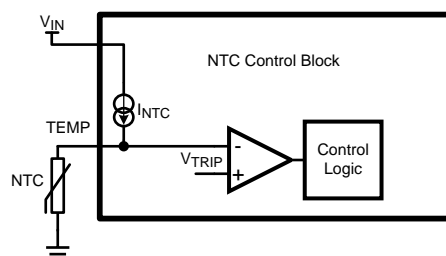 VIN
NTC Control Block
INTC
TEMP
VTRIP
-
+
Control
Logic
NTC